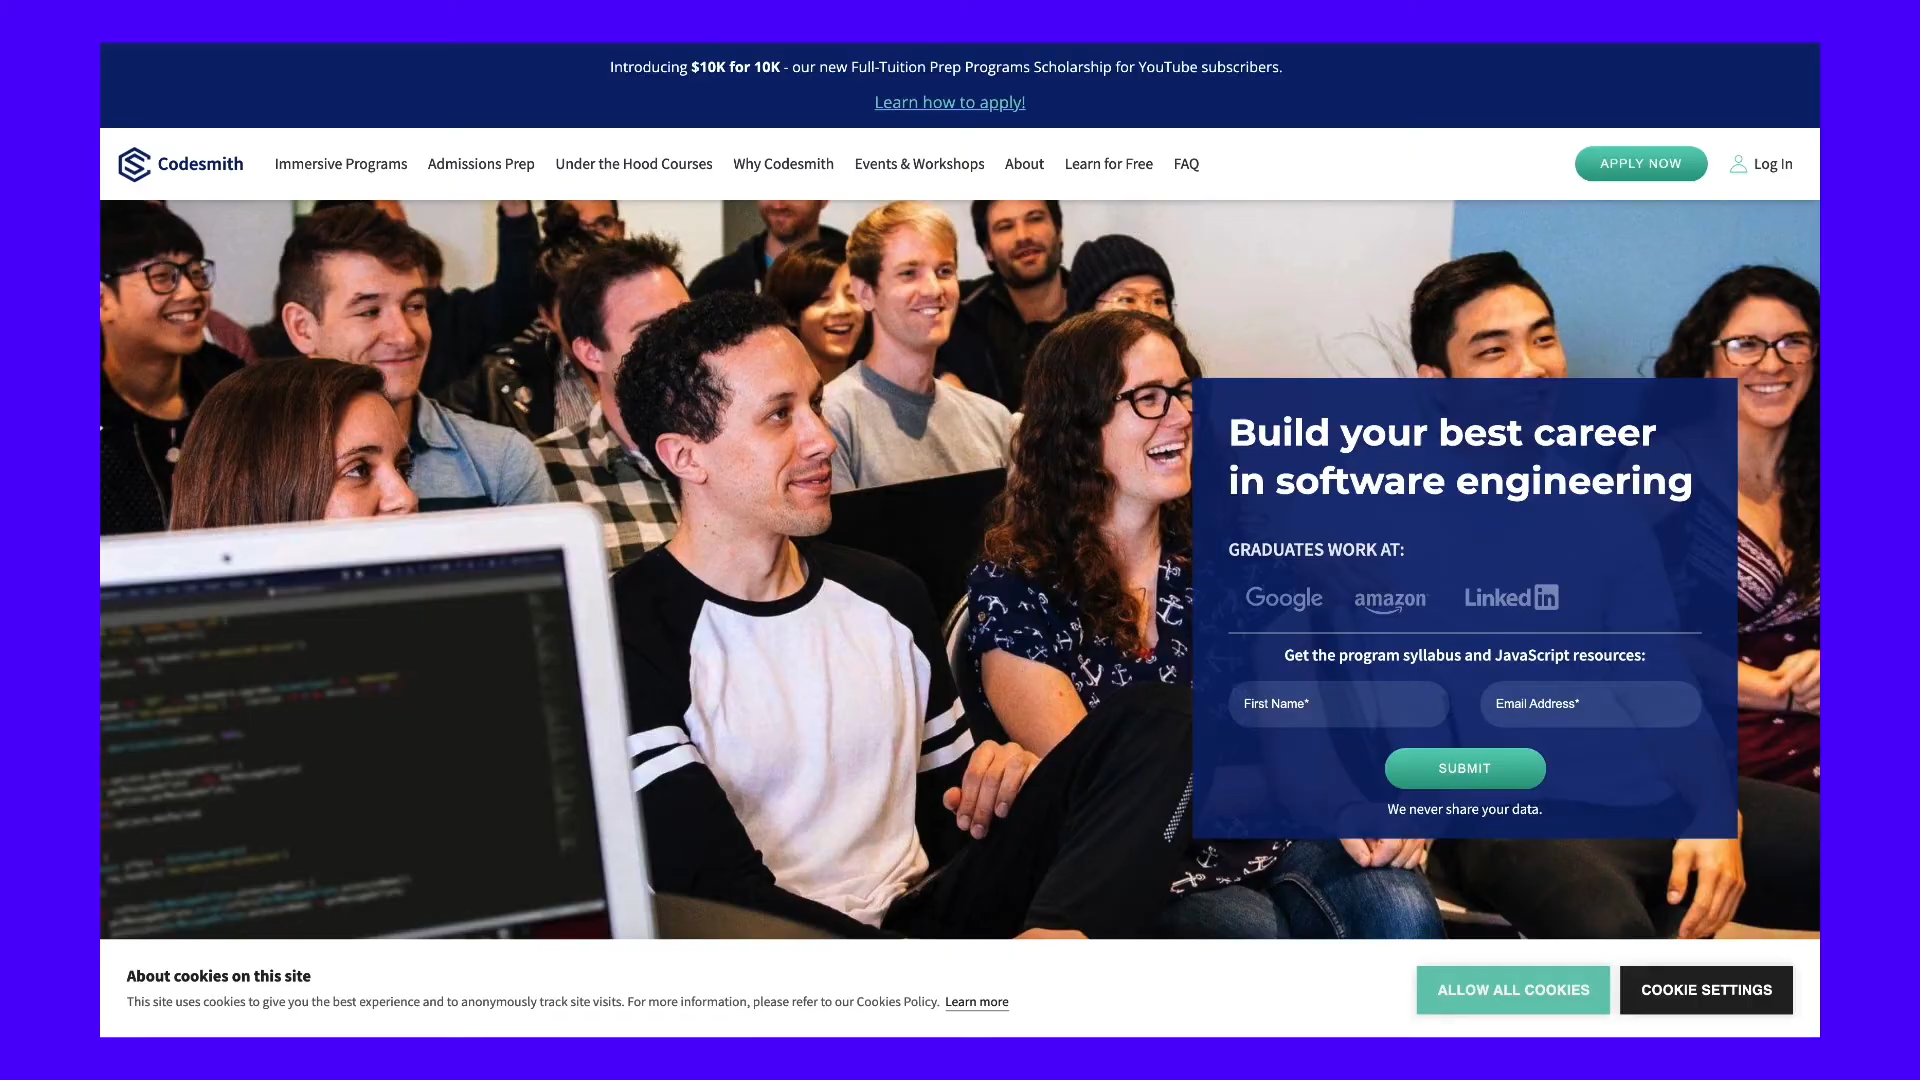 Introducing $10K for 10K - our new Full-Tuition Prep Programs Scholarship for YouTube subscribers.
Learn how to apply!
Codesmith Immersive Programs Admissions Prep Under the Hood Courses Why Codesmith Events & Workshops About Learn for Free FAQ APPLY NOW Log In
Build your best career
in software engineering
GRADUATES WORK AT:
Google amazon Linked in
Get the program syllabus and JavaScript resources:
First Name* Email Address*
SUBMIT
We never share your data.
About cookies on this site
This site uses cookies to give you the best experience and to anonymously track site visits. For more information, please refer to our Cookies Policy. Learn more
ALLOW ALL COOKIES COOKIE SETTINGS